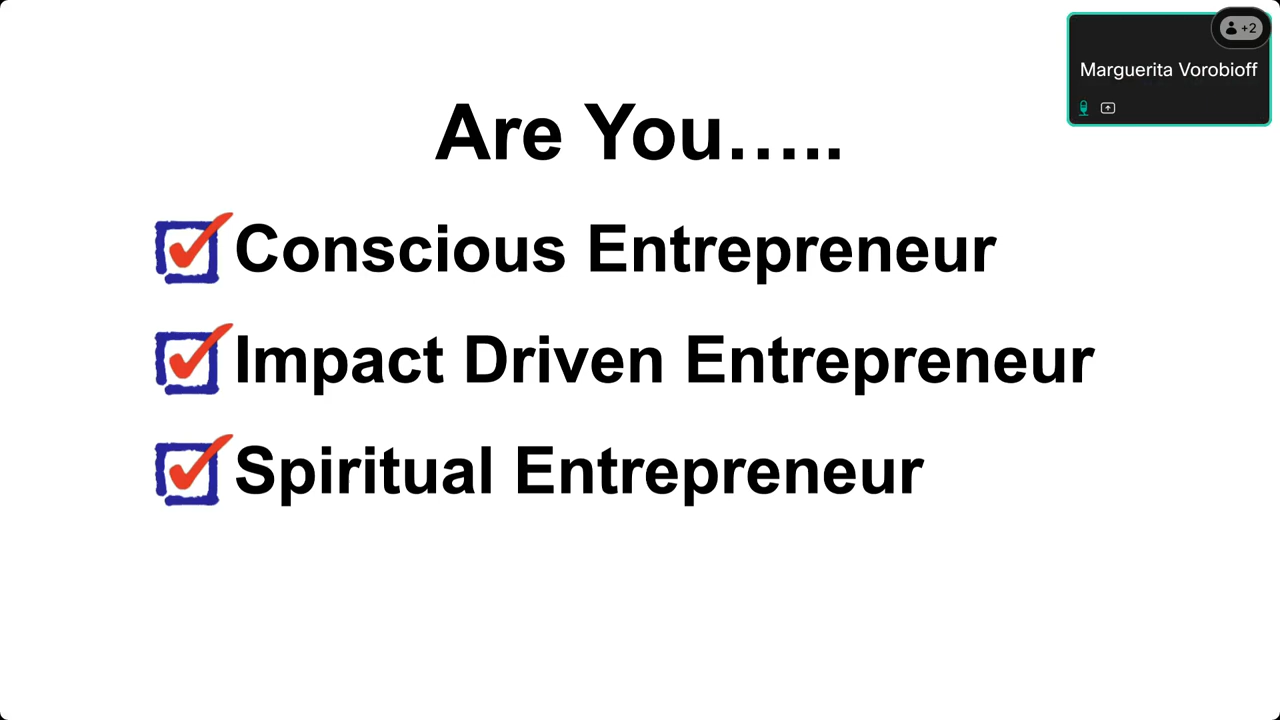 +2
Marguerita Vorobioff
Are You…..
Conscious Entrepreneur
Impact Driven Entrepreneur
Spiritual Entrepreneur